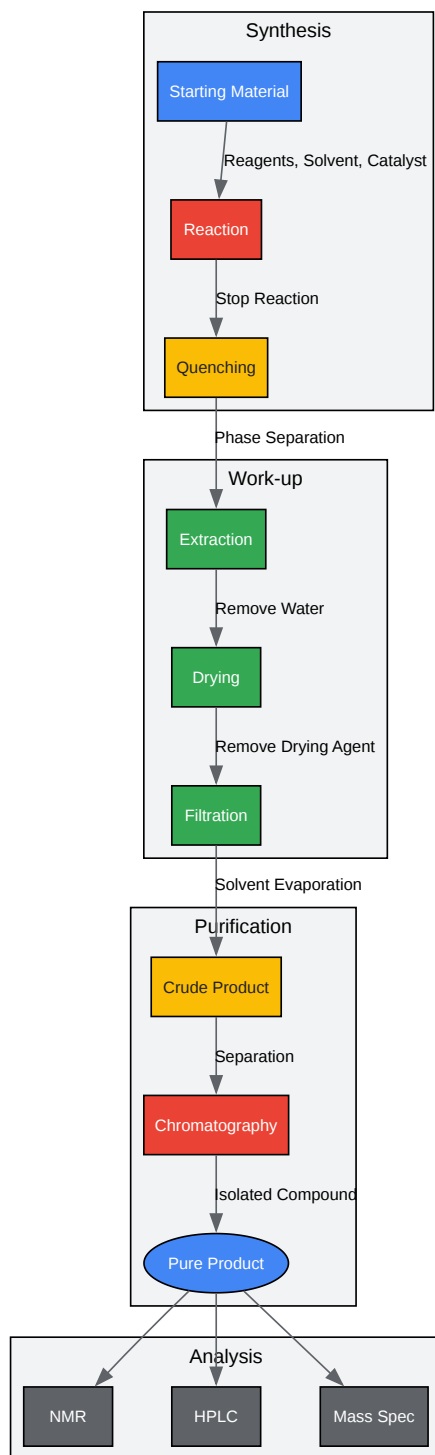 Synthesis
Starting Material
Reagents, Solvent, Catalyst
Reaction
Stop Reaction
Quenching
Phase Separation
Work-up
Extraction
Remove Water
Drying
Remove Drying Agent
Filtration
Solvent Evaporation
Purification
Crude Product
Separation
Chromatography
Isolated Compound
Pure Product
Analysis
NMR
HPLC
Mass Spec